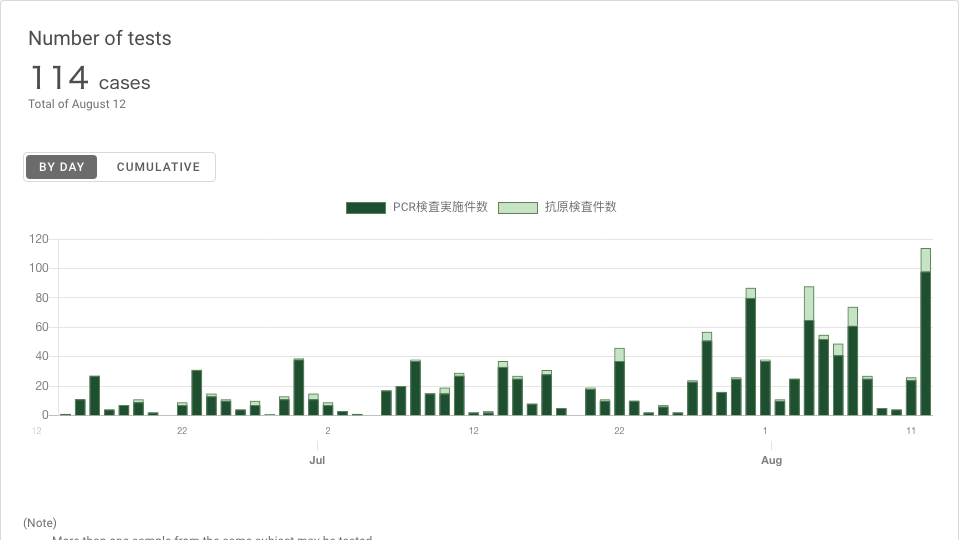 Number of tests
114 cases
Total of August 12
BY DAY CUMULATIVE
PCR検査実施件数 抗原検査件数
120
100
80
60
40
20
0
12 22 2 12 22 1 11
Jul Aug
(Note)
More than one sample from the same subject may be tested